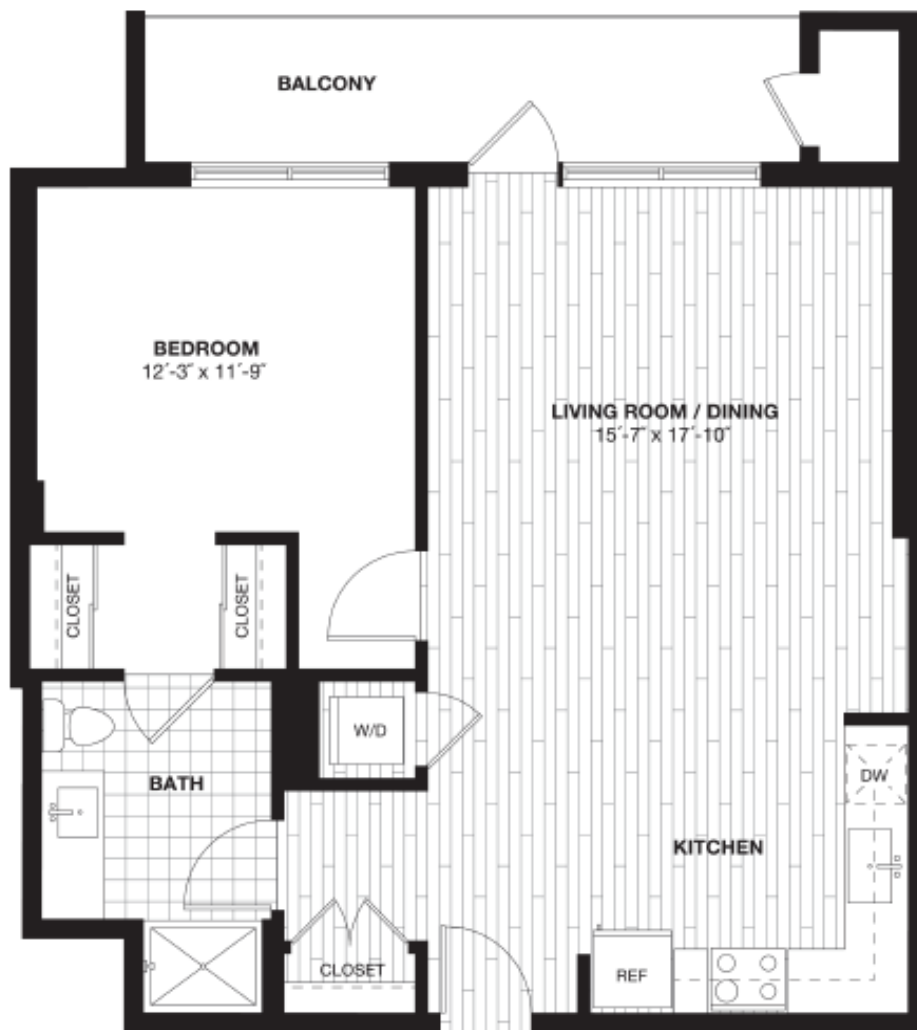 BALCONY
BEDROOM
12′-3″ x 11′-9″
LIVING ROOM / DINING
15′-7″ x 17′-10″
CLOSET
CLOSET
W/D
BATH
DW
KITCHEN
CLOSET
REF